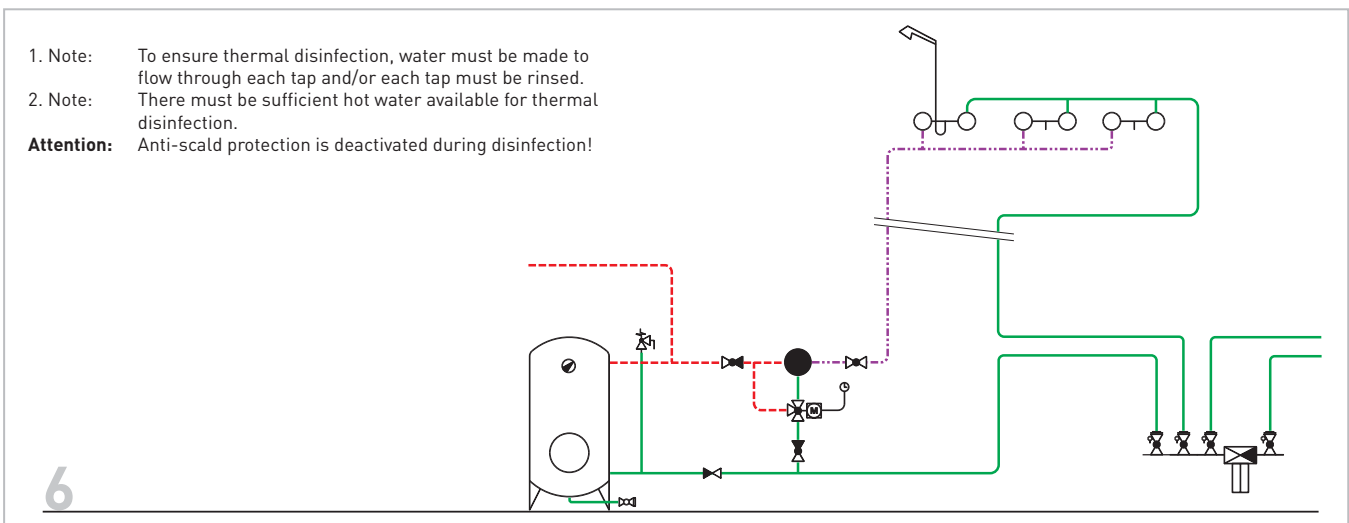 1. Note: To ensure thermal disinfection, water must be made to
flow through each tap and/or each tap must be rinsed.
2. Note: There must be sufficient hot water available for thermal
disinfection.
Attention: Anti-scald protection is deactivated during disinfection!
M
6